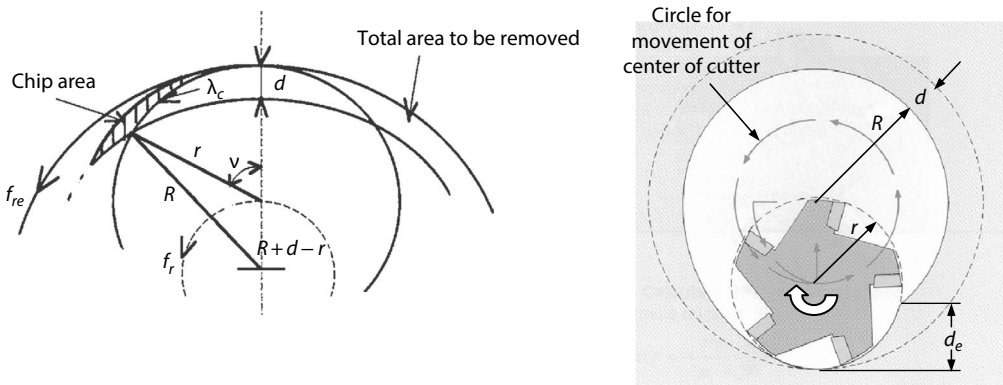 Total area to be removed
Chip area
λc
d
r
ν
R
fre
fr
R + d – r
Circle for
movement of
center of cutter
d
R
r
de